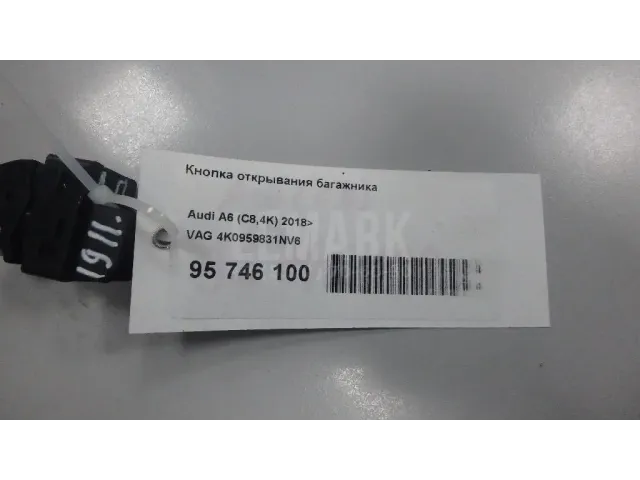 Кнопка открывания багажника
Audi A6 (C8,4K) 2018>
VAG 4K0959831NV6
95 746 100
1911.